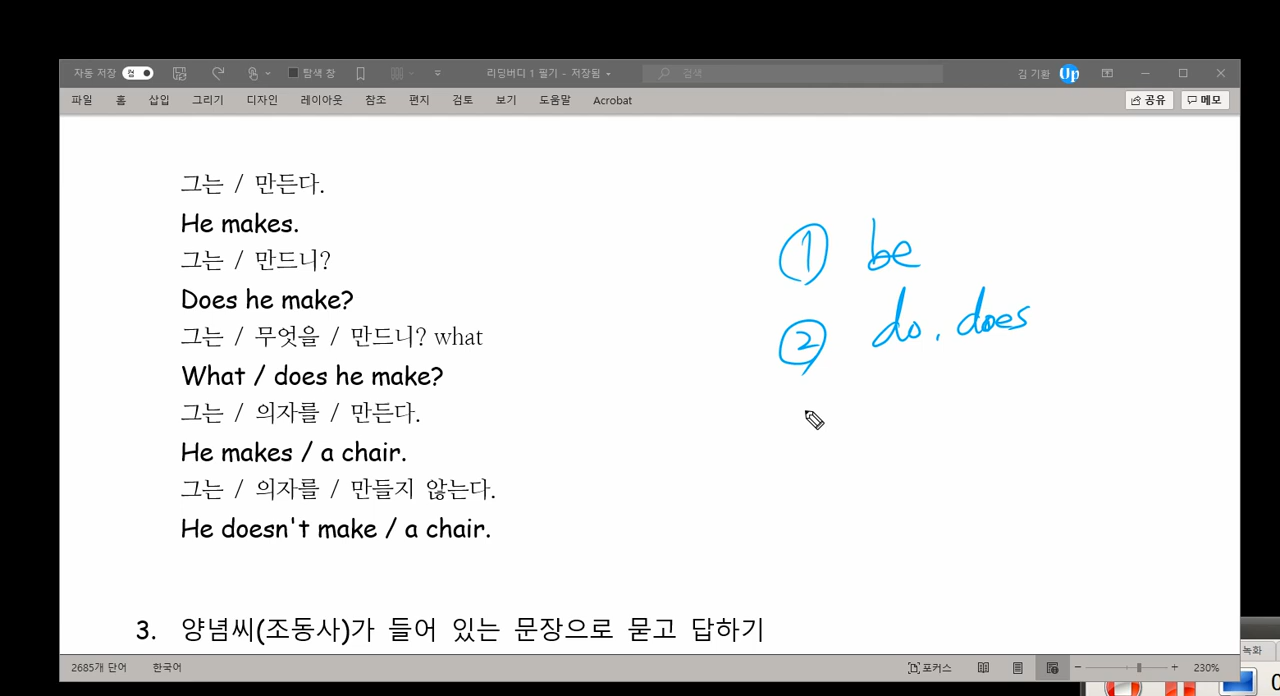 자동 저장 컴 탐색 창 리딩버디 1 필기 - 저장됨 검색 김 기환 Up
파일 홈 삽입 그리기 디자인 레이아웃 참조 편지 검토 보기 도움말 Acrobat 공유 메모
그는 / 만든다.
He makes.
그는 / 만드니?
Does he make?
그는 / 무엇을 / 만드니? what
What / does he make?
그는 / 의자를 / 만든다.
He makes / a chair.
그는 / 의자를 / 만들지 않는다.
He doesn't make / a chair.
① be
② do, does
3. 양념씨(조동사)가 들어 있는 문장으로 묻고 답하기
녹화
2685개 단어 한국어 포커스 230%